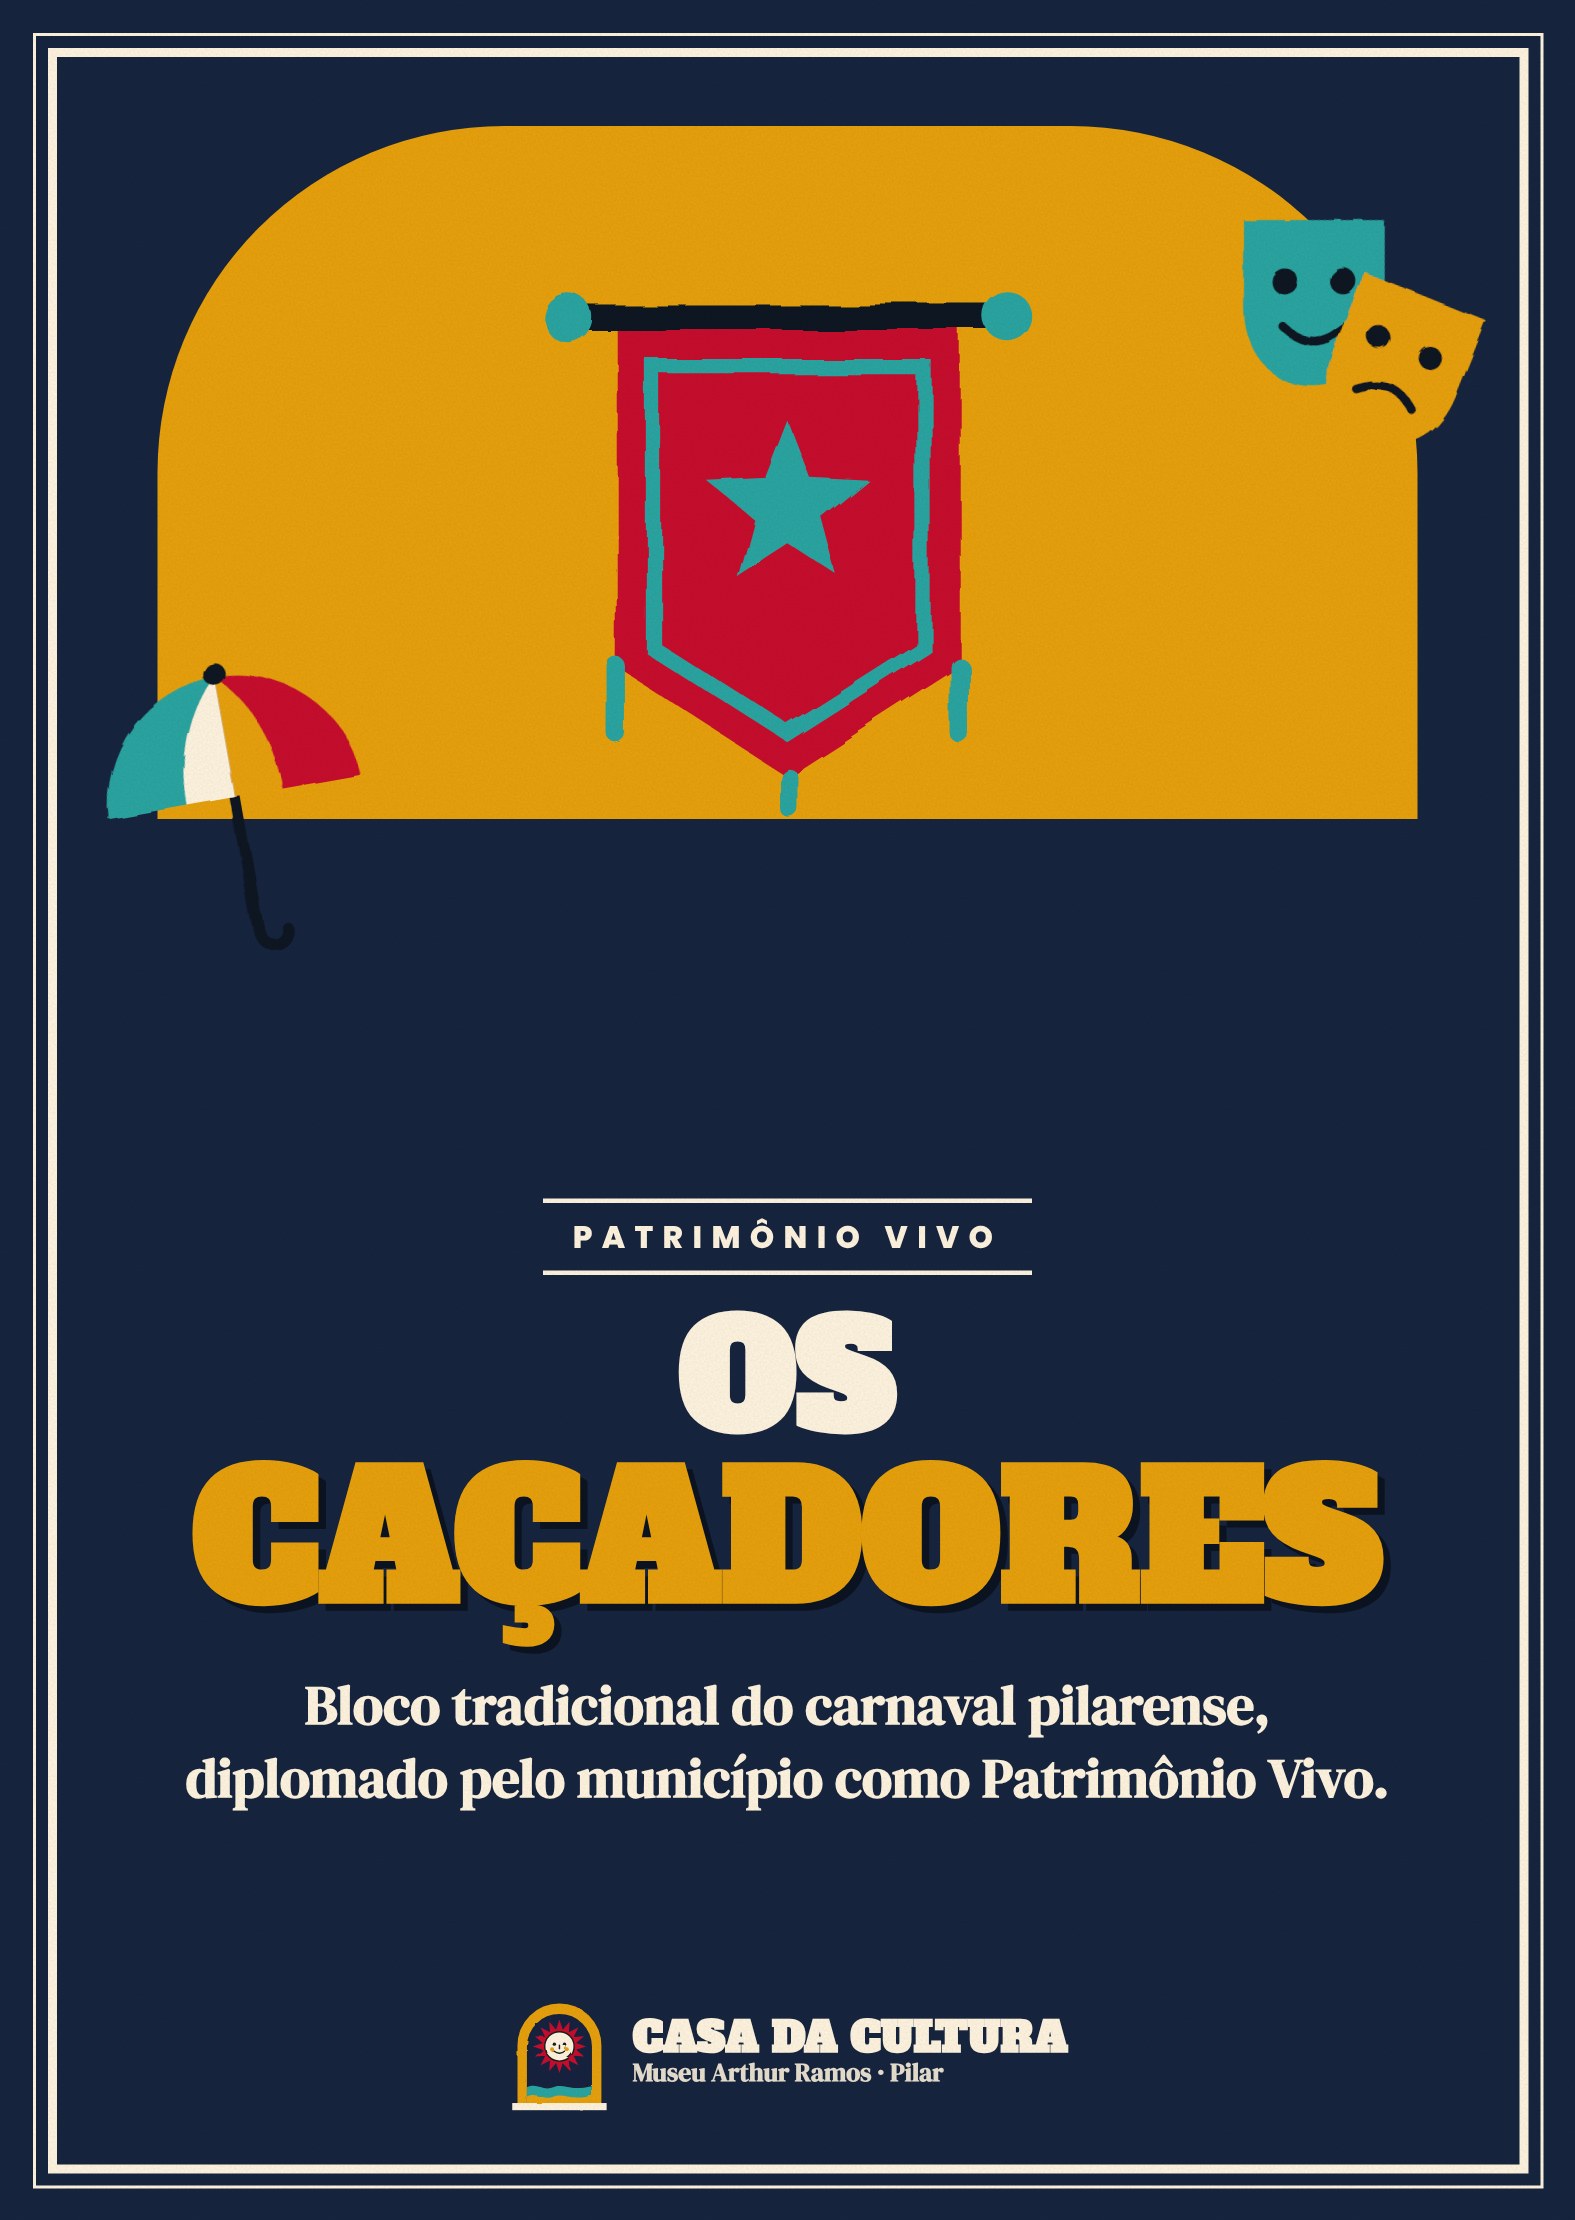 PATRIMÔNIO VIVO
OS
CAÇADORES
Bloco tradicional do carnaval pilarense,
diplomado pelo município como Patrimônio Vivo.
CASA DA CULTURA
Museu Arthur Ramos • Pilar